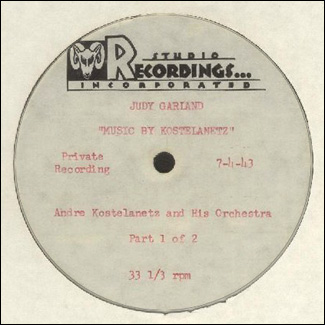 STUDIO
RECORDINGS...
INCORPORATED
JUDY GARLAND
"MUSIC BY KOSTELANETZ"
Private 7-4-43
Recording
Andre Kostelanetz and His Orchestra
Part 1 of 2
33 1/3 rpm